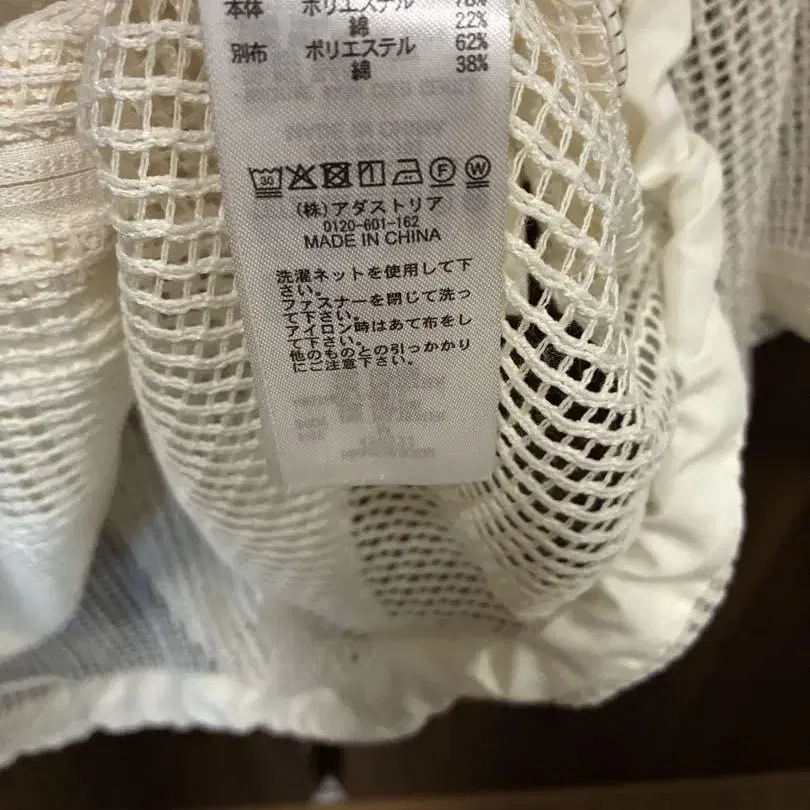 本体 ポリエステル 78%
綿 22%
別布 ポリエステル 62%
綿 38%
30 F W
(株)アダストリア
0120-601-162
MADE IN CHINA
洗濯ネットを使用して下
さい。
ファスナーを閉じて洗っ
て下さい。
アイロン時はあて布をし
て下さい。
他のものとの引っかかり
にご注意下さい。